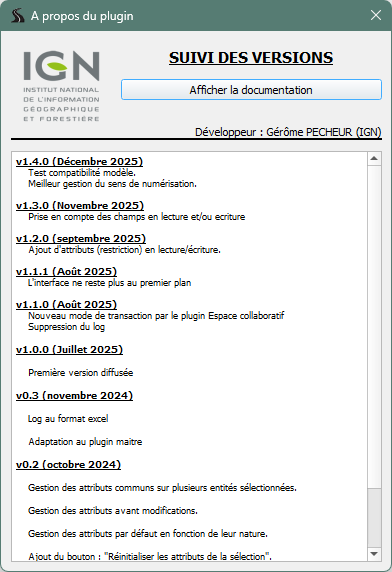 A propos du plugin
IGN
INSTITUT NATIONAL
DE L'INFORMATION
GÉOGRAPHIQUE
ET FORESTIÈRE
SUIVI DES VERSIONS
Afficher la documentation
Développeur : Gérôme PECHEUR (IGN)
v1.4.0 (Décembre 2025)
Test compatibilité modèle.
Meilleur gestion du sens de numérisation.
v1.3.0 (Novembre 2025)
Prise en compte des champs en lecture et/ou ecriture
v1.2.0 (septembre 2025)
Ajout d'attributs (restriction) en lecture/écriture.
v1.1.1 (Août 2025)
L'interface ne reste plus au premier plan
v1.1.0 (Août 2025)
Nouveau mode de transaction par le plugin Espace collaboratif
Suppression du log
v1.0.0 (Juillet 2025)
Première version diffusée
v0.3 (novembre 2024)
Log au format excel
Adaptation au plugin maitre
v0.2 (octobre 2024)
Gestion des attributs communs sur plusieurs entités sélectionnées.
Gestion des attributs avant modifications.
Gestion des attributs par défaut en fonction de leur nature.
Ajout du bouton : "Réinitialiser les attributs de la sélection".